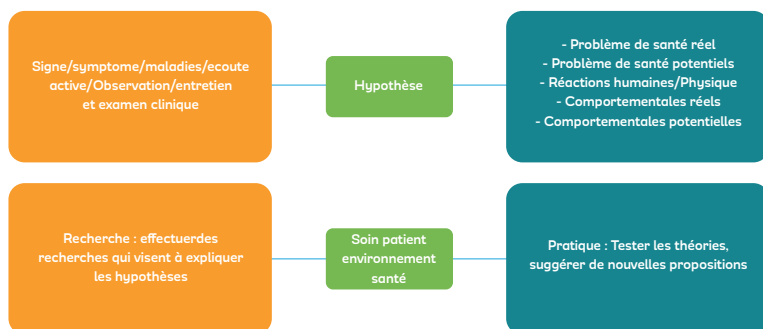 Signe/symptome/maladies/ecoute
active/Observation/entretien
et examen clinique
Hypothèse
- Problème de santé réel
- Problème de santé potentiels
- Réactions humaines/Physique
- Comportementales réels
- Comportementales potentielles
Recherche : effectuerdes
recherches qui visent à expliquer
les hypothèses
Soin patient
environnement
santé
Pratique : Tester les théories,
suggérer de nouvelles propositions